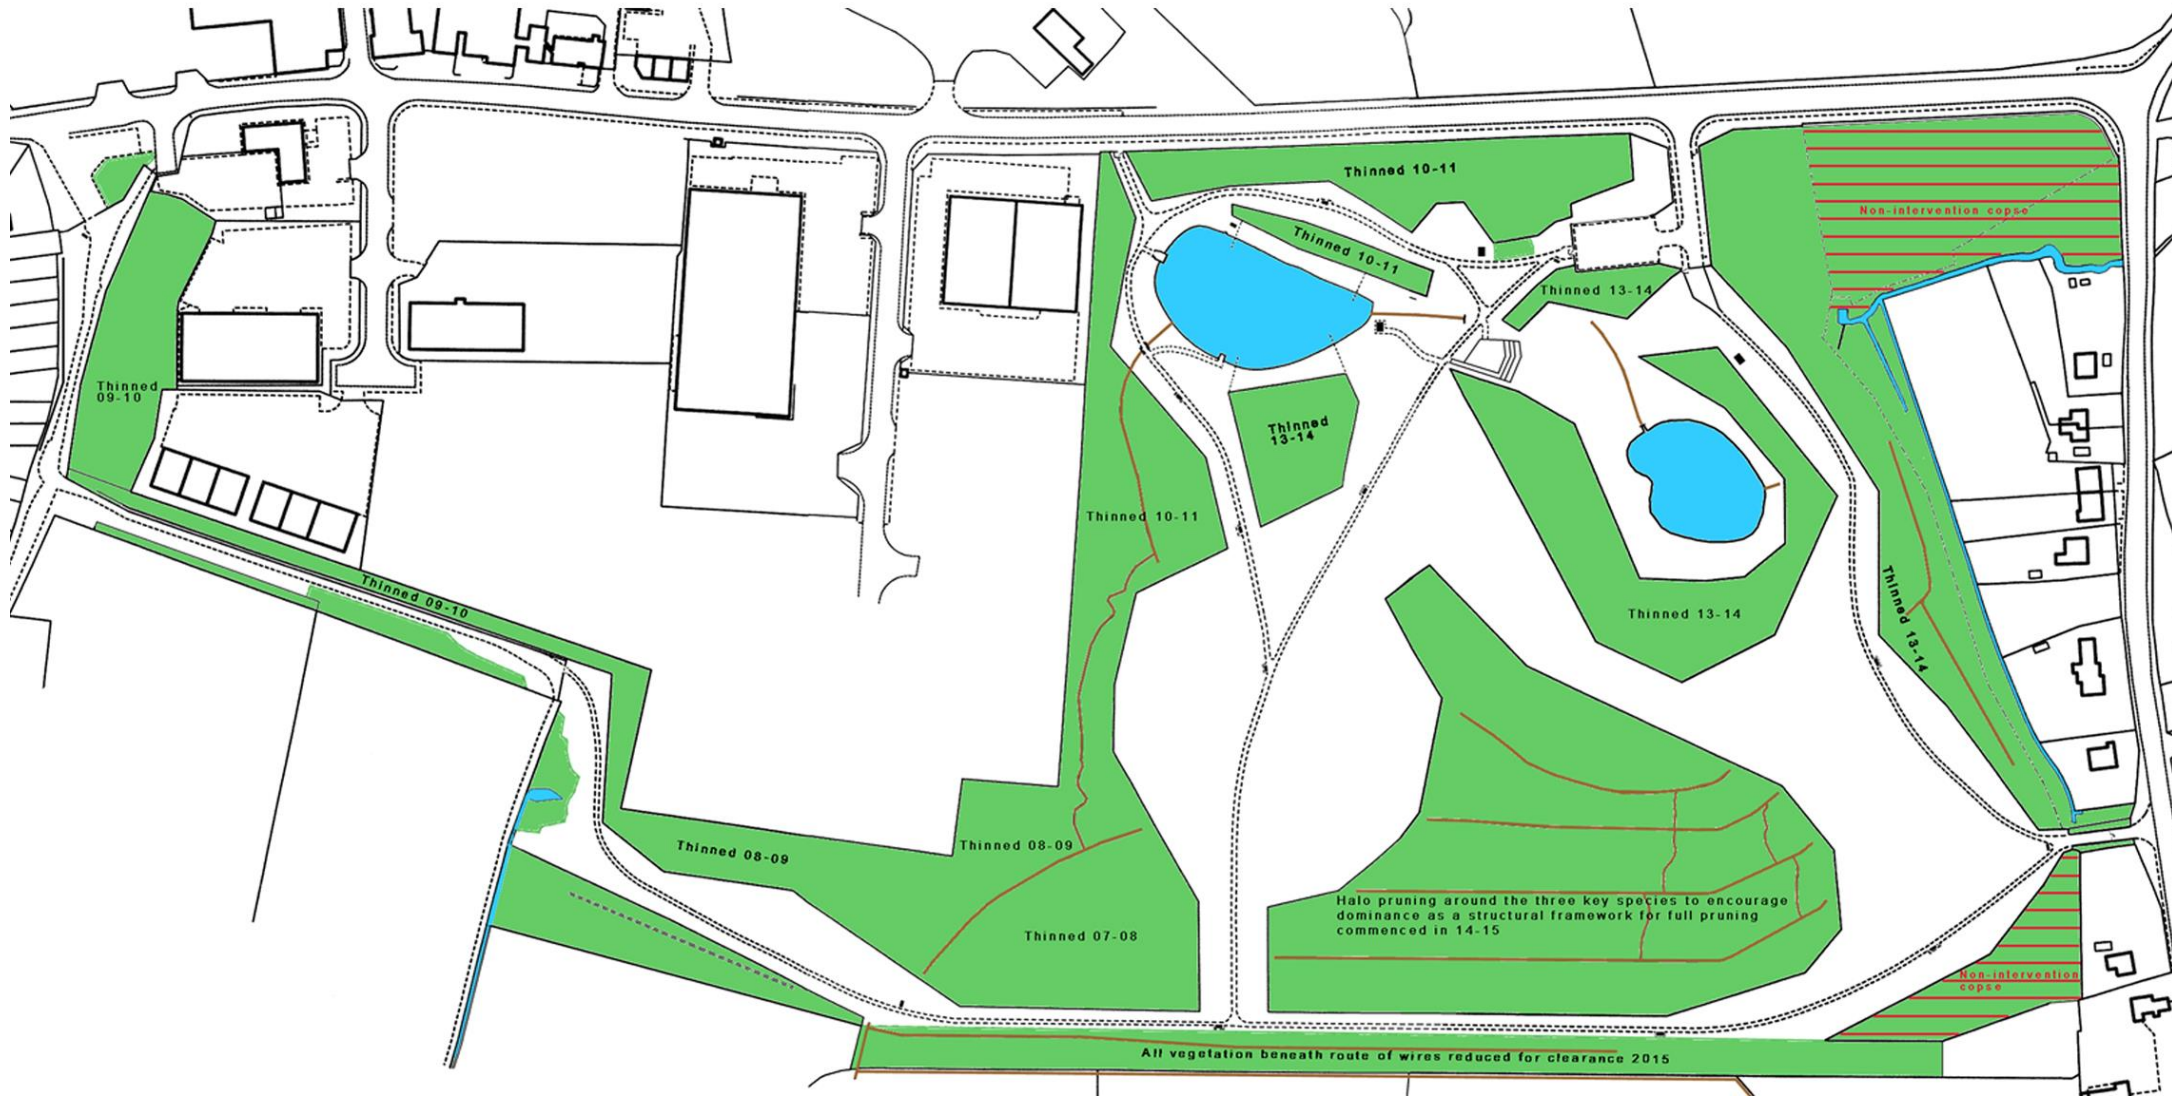 Thinned 10-11
Non-intervention copse
Thinned 10-11
Thinned 13-14
Thinned
09-10
Thinned
13-14
Thinned 10-11
Thinned 09-10
Thinned 13-14
Thinned 13-14
Thinned 08-09
Thinned 08-09
Halo pruning around the three key species to encourage
dominance as a structural framework for full pruning
commenced in 14-15
Thinned 07-08
Non-intervention
copse
All vegetation beneath route of wires reduced for clearance 2015